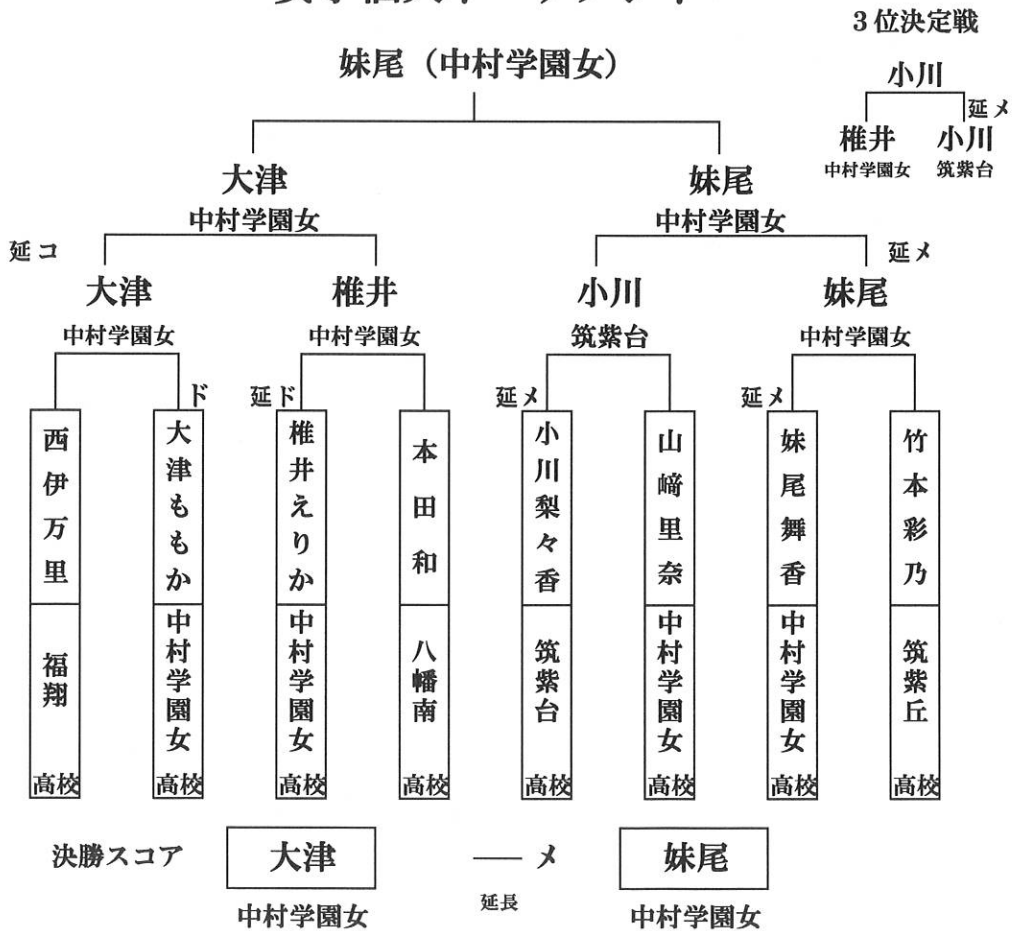 3位決定戦
妹尾（中村学園女）
小川
延メ
椎井 小川
中村学園女 筑紫台
大津 妹尾
中村学園女 中村学園女
延コ 延メ
大津 椎井 小川 妹尾
中村学園女 中村学園女 筑紫台 中村学園女
ド 延ド 延メ 延メ
西伊万里
大津ももか
椎井えりか
本田和
小川梨々香
山﨑里奈
妹尾舞香
竹本彩乃
福翔
中村学園女
中村学園女
八幡南
筑紫台
中村学園女
中村学園女
筑紫丘
高校 高校 高校 高校 高校 高校 高校 高校
決勝スコア 大津 ―― メ 妹尾
中村学園女 延長 中村学園女